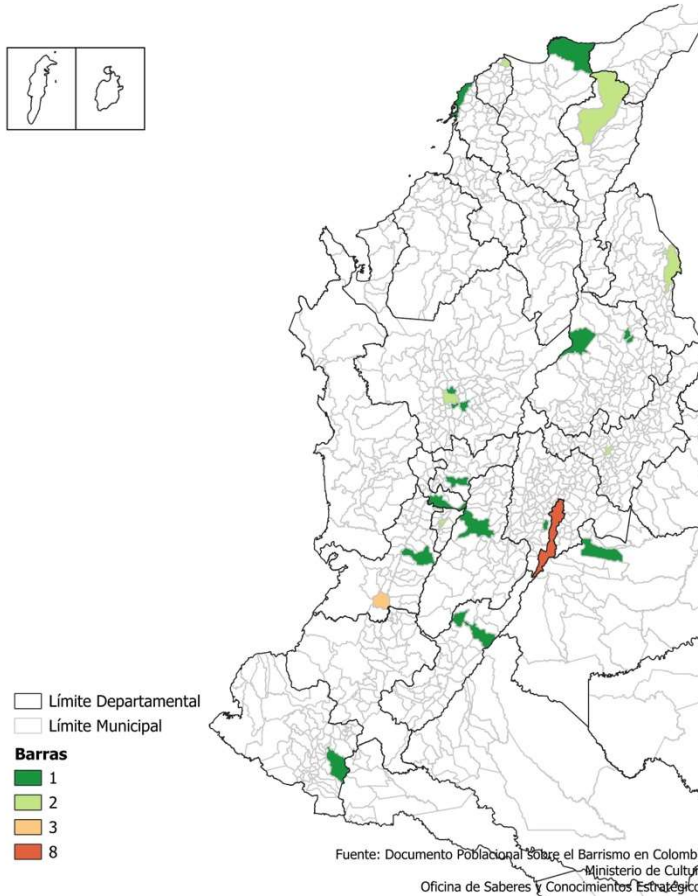 Límite Departamental
Límite Municipal
Barras
1
2
3
8
Fuente: Documento Poblacional sobre el Barrismo en Colomb
Ministerio de Cultu
Oficina de Saberes y Conocimientos Estratégico